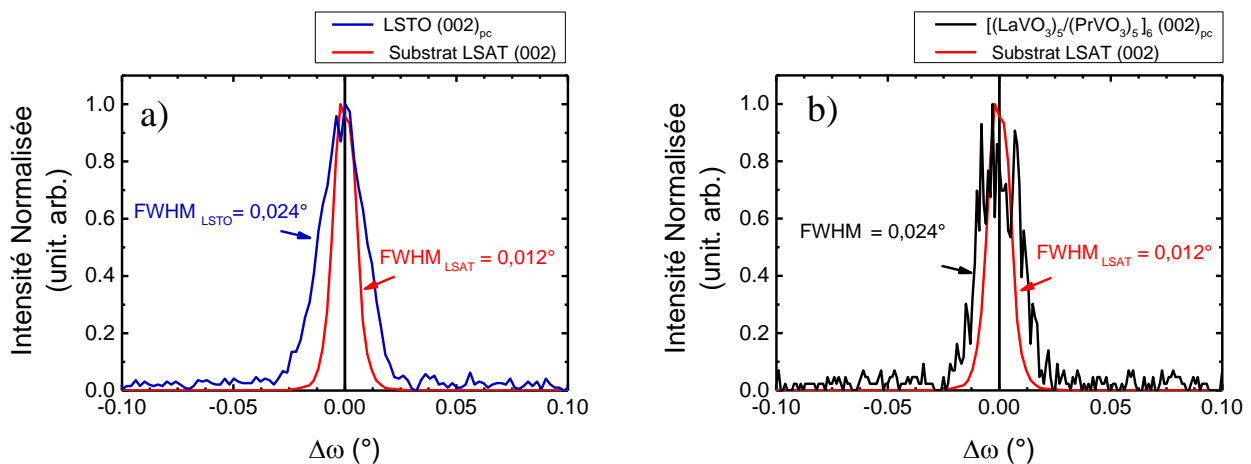 LSTO (002)pc
Substrat LSAT (002)
a)
FWHM LSTO = 0,024°
FWHM LSAT = 0,012°
Intensité Normalisée
(unit. arb.)
1.0
0.8
0.6
0.4
0.2
0.0
-0.10
-0.05
0.00
0.05
0.10
Δω (°)
[(LaVO3)5/(PrVO3)5]6 (002)pc
Substrat LSAT (002)
b)
FWHM = 0,024°
FWHM LSAT = 0,012°
Intensité Normalisée
(unit. arb.)
1.0
0.8
0.6
0.4
0.2
0.0
-0.10
-0.05
0.00
0.05
0.10
Δω (°)